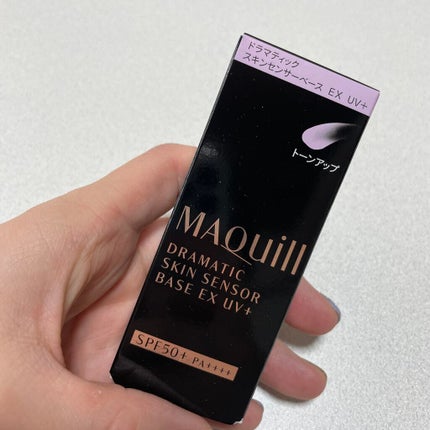 ドラマティック
スキンセンサーベース EX UV+
トーンアップ
MAQuill
DRAMATIC
SKIN SENSOR
BASE EX UV+
SPF50+ PA++++